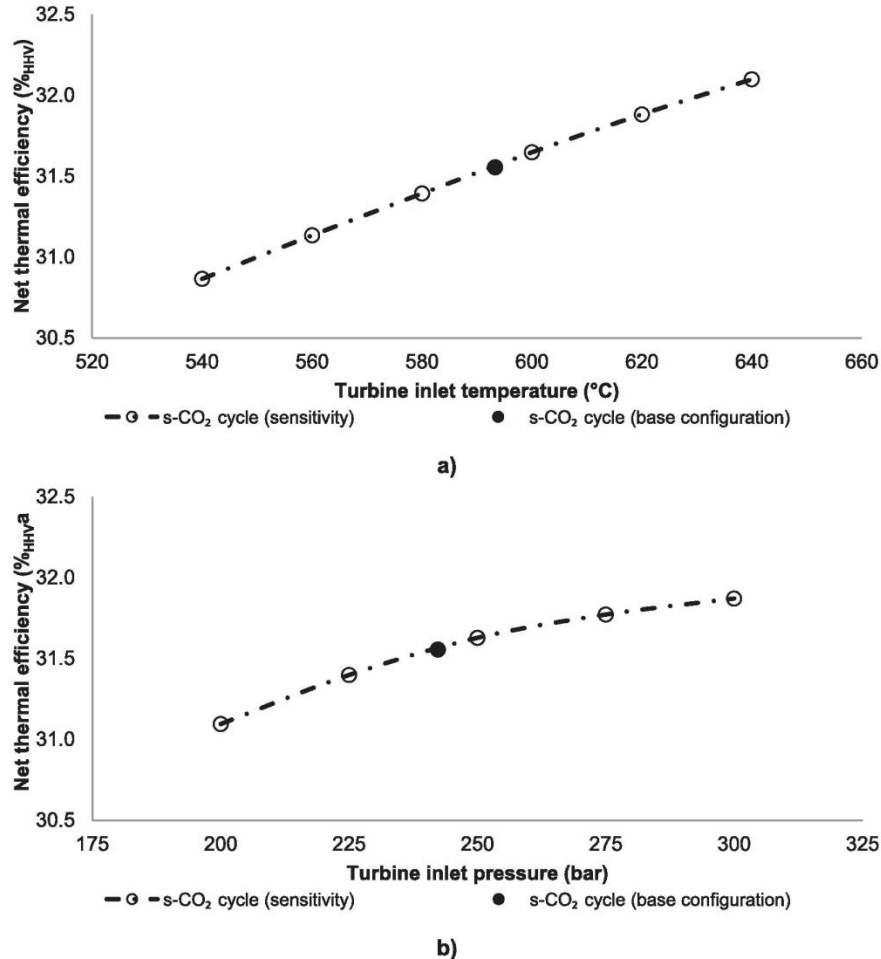 Net thermal efficiency (%HHV)
32.5
32.0
31.5
31.0
30.5
520 540 560 580 600 620 640 660
Turbine inlet temperature (°C)
s-CO₂ cycle (sensitivity) s-CO₂ cycle (base configuration)
a)
Net thermal efficiency (%HHVa
32.5
32.0
31.5
31.0
30.5
175 200 225 250 275 300 325
Turbine inlet pressure (bar)
s-CO₂ cycle (sensitivity) s-CO₂ cycle (base configuration)
b)